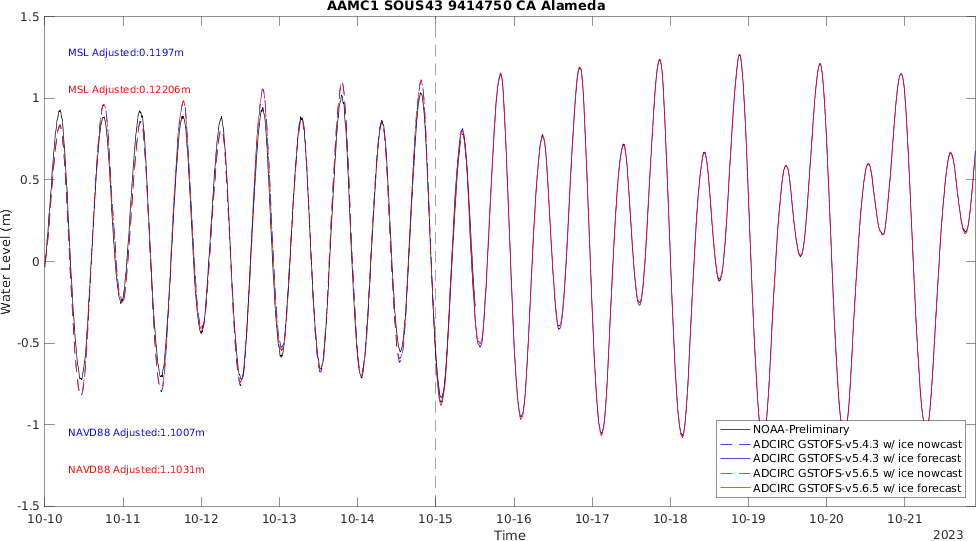 AAMC1 SOUS43 9414750 CA Alameda
1.5
1
0.5
0
-0.5
-1
-1.5
Water Level (m)
MSL Adjusted:0.1197m
MSL Adjusted:0.12206m
NAVD88 Adjusted:1.1007m
NAVD88 Adjusted:1.1031m
NOAA-Preliminary
ADCIRC GSTOFS-v5.4.3 w/ ice nowcast
ADCIRC GSTOFS-v5.4.3 w/ ice forecast
ADCIRC GSTOFS-v5.6.5 w/ ice nowcast
ADCIRC GSTOFS-v5.6.5 w/ ice forecast
10-10 10-11 10-12 10-13 10-14 10-15 10-16 10-17 10-18 10-19 10-20 10-21
Time
2023